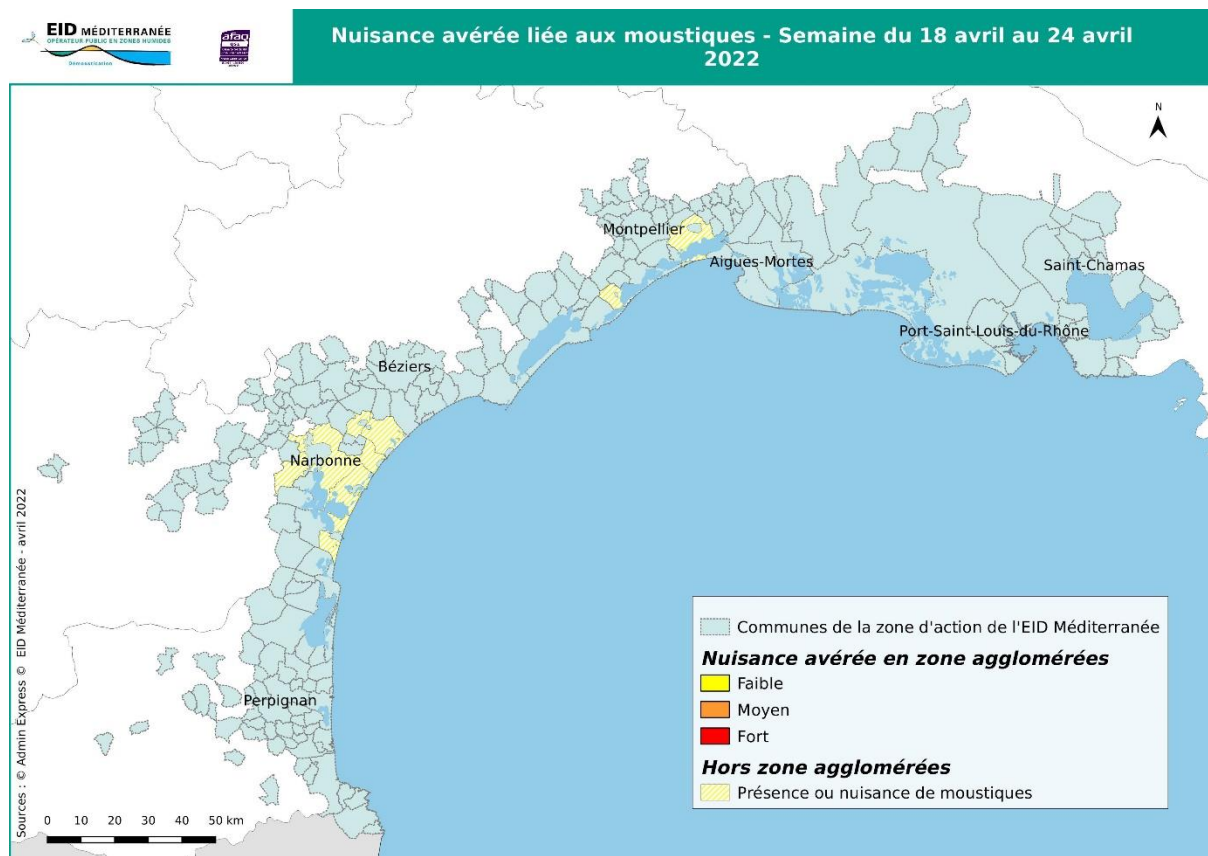 EID MÉDITERRANÉE
OPÉRATEUR PUBLIC EN ZONES HUMIDES
Démoustication
afaq
Nuisance avérée liée aux moustiques - Semaine du 18 avril au 24 avril
2022
N
Montpellier
Aigues-Mortes
Saint-Chamas
Port-Saint-Louis-du-Rhône
Béziers
Narbonne
Perpignan
Communes de la zone d'action de l'EID Méditerranée
Nuisance avérée en zone agglomérées
Faible
Moyen
Fort
Hors zone agglomérées
Présence ou nuisance de moustiques
0 10 20 30 40 50 km
Sources : © Admin Express © EID Méditerranée - avril 2022